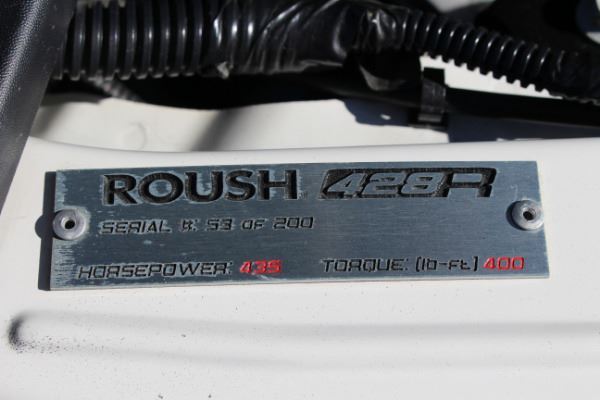 ROUSH 428R
SERIAL #: 53 OF 200
HORSEPOWER: 435 TORQUE: (lb-ft) 400